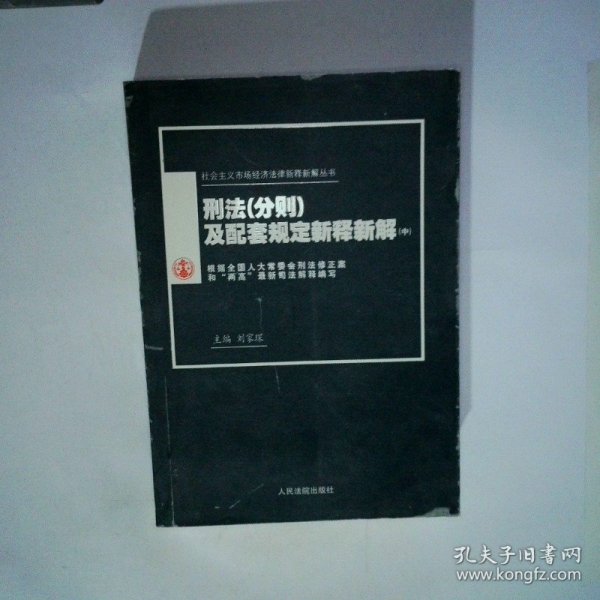 社会主义市场经济法律新释新解丛书
刑法(分则)
及配套规定新释新解(中)
根据全国人大常委会刑法修正案
和“两高”最新司法解释编写
主编 刘家琛
人民法院出版社
孔夫子旧书网
www.kongfz.com